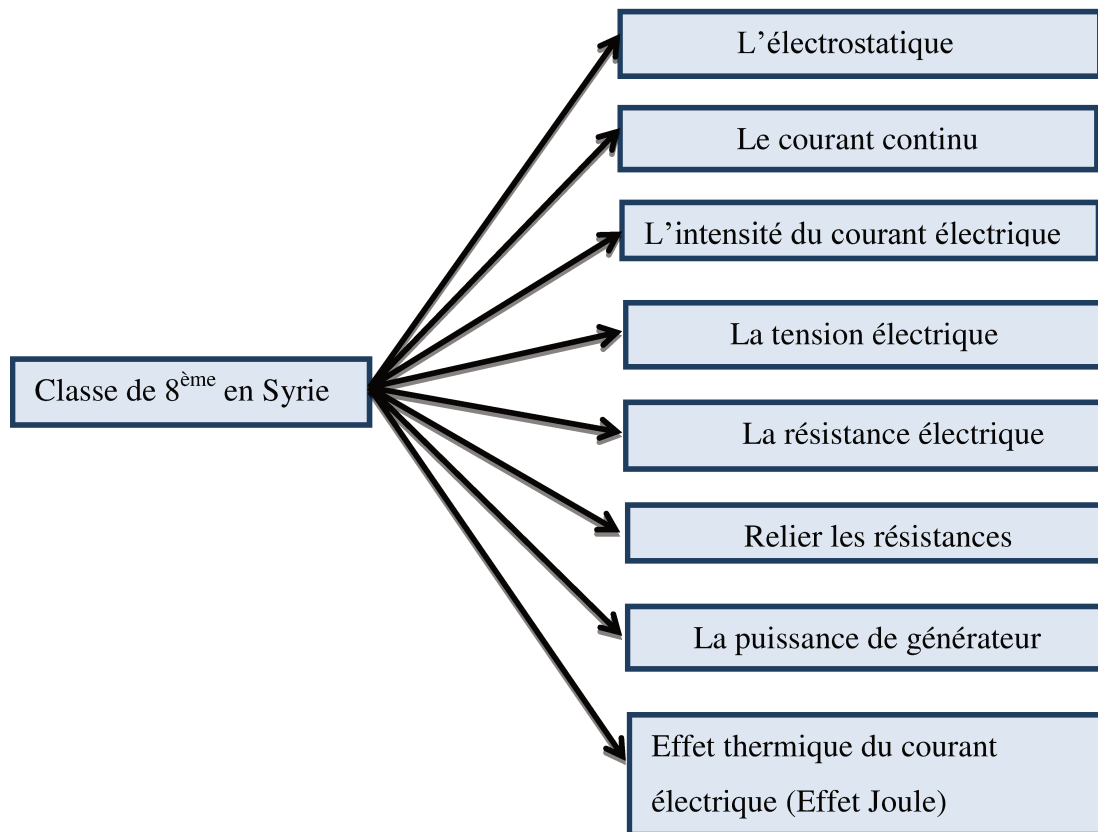 L'électrostatique
Le courant continu
L'intensité du courant électrique
La tension électrique
Classe de 8ème en Syrie
La résistance électrique
Relier les résistances
La puissance de générateur
Effet thermique du courant
électrique (Effet Joule)